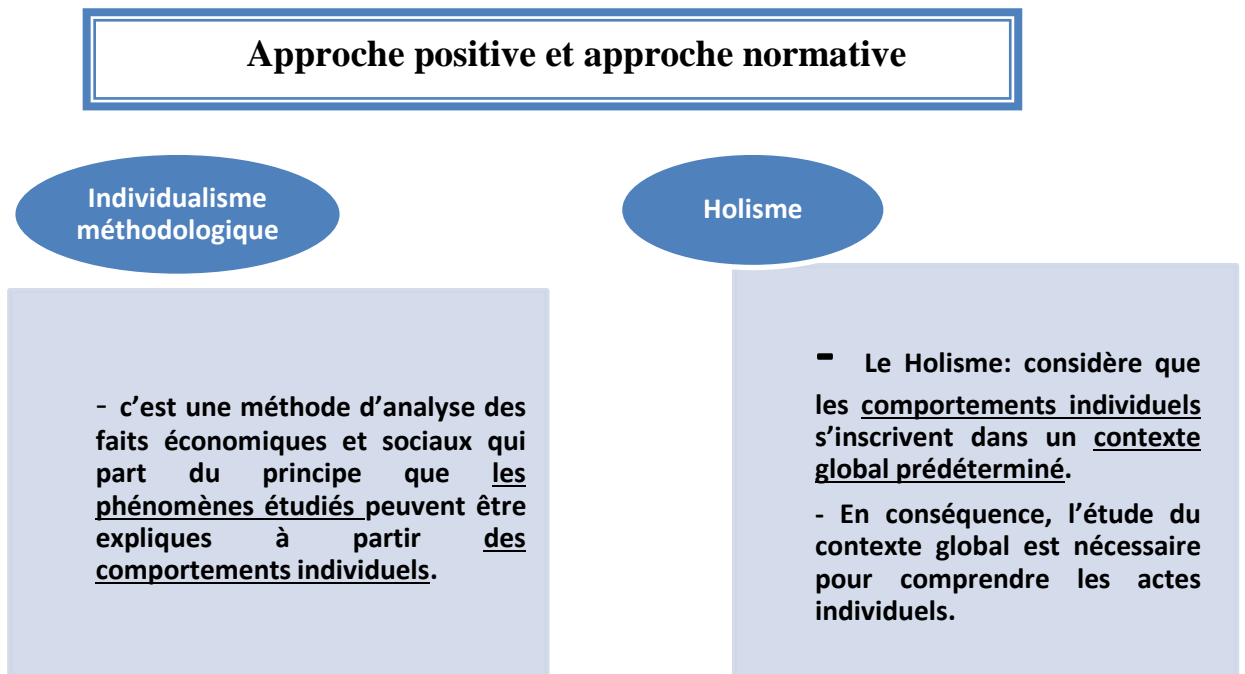 Approche positive et approche normative
Individualisme
méthodologique
- c’est une méthode d’analyse des
faits économiques et sociaux qui
part du principe que les
phénomènes étudiés peuvent être
expliques à partir des
comportements individuels.
Holisme
- Le Holisme: considère que
les comportements individuels
s’inscrivent dans un contexte
global prédéterminé.
- En conséquence, l’étude du
contexte global est nécessaire
pour comprendre les actes
individuels.